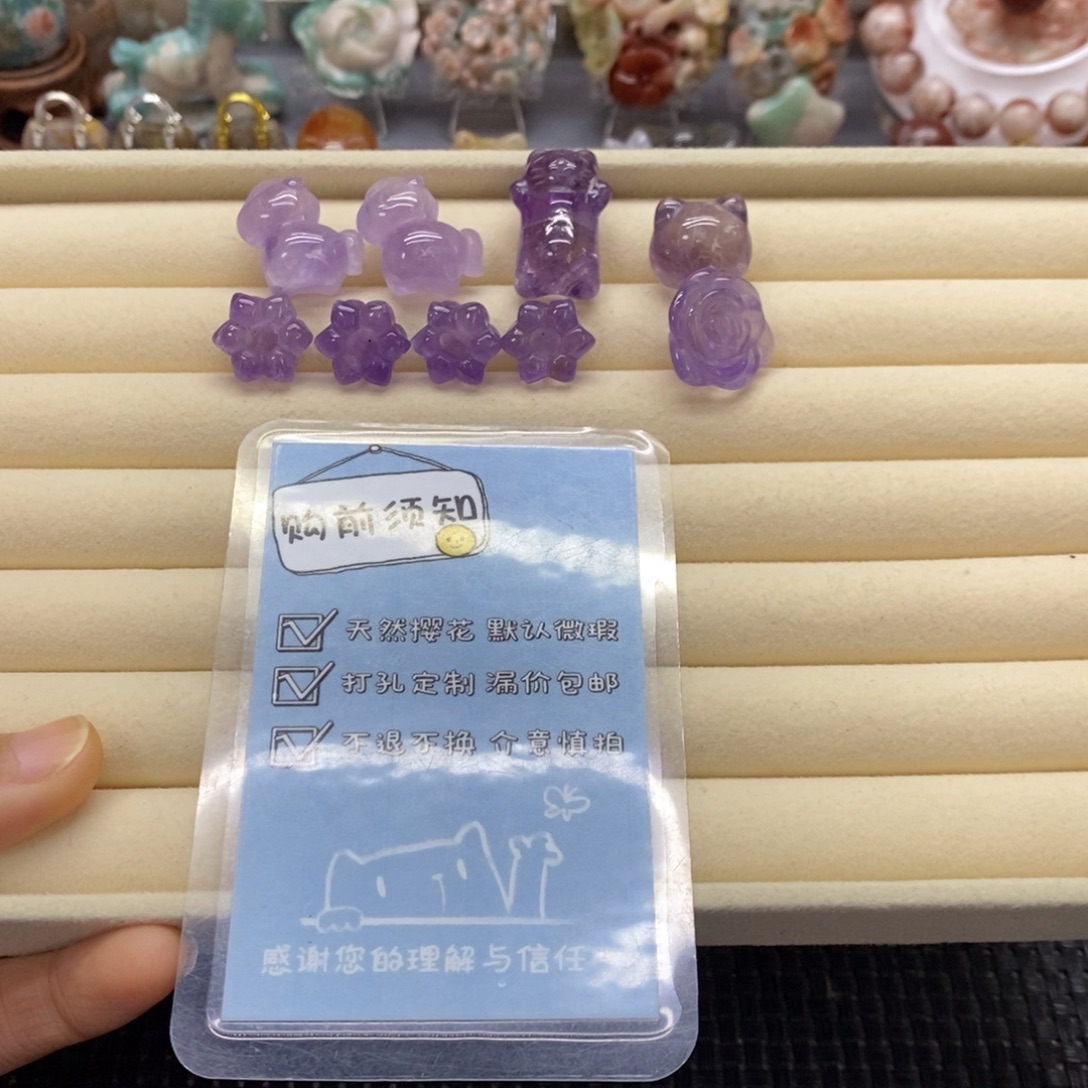 购前须知
天然樱花 默认微瑕
打孔定制 漏价包邮
不退不换 介意慎拍
感谢您的理解与信任